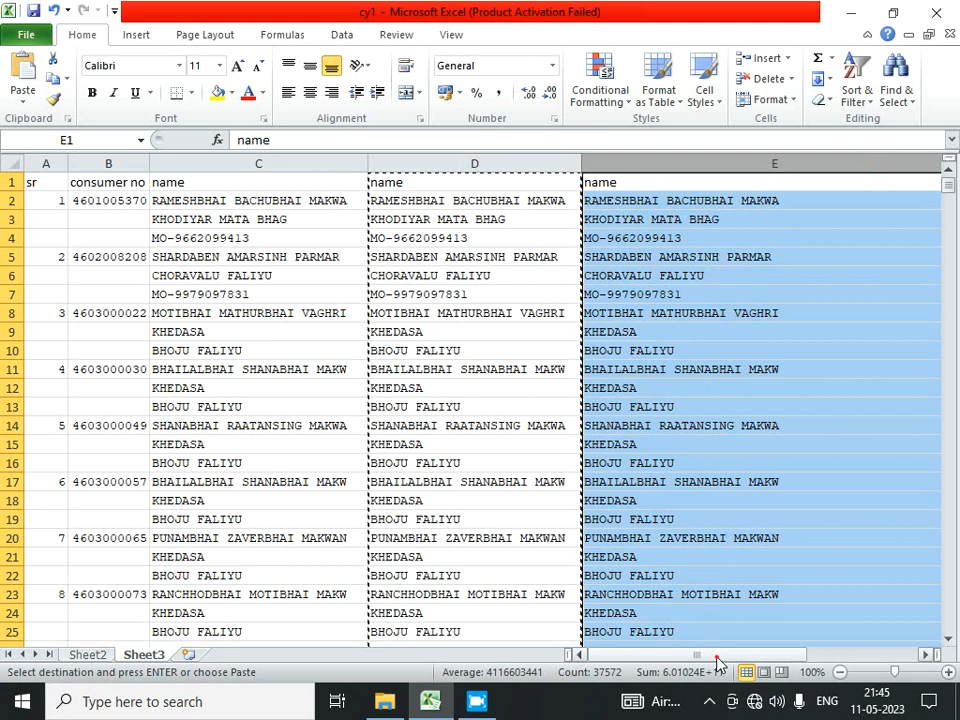 cy1 - Microsoft Excel (Product Activation Failed)
File Home Insert Page Layout Formulas Data Review View
Calibri 11 General
Paste
B I U
Conditional Formatting
Format as Table
Cell Styles
Insert
Delete
Format
Sort & Filter
Find & Select
Clipboard Font Alignment Number Styles Cells Editing
E1 fx name
A B C D E
1 sr consumer no name name name
2 1 4601005370 RAMESHBHAI BACHUBHAI MAKWA RAMESHBHAI BACHUBHAI MAKWA RAMESHBHAI BACHUBHAI MAKWA
3 KHODIYAR MATA BHAG KHODIYAR MATA BHAG KHODIYAR MATA BHAG
4 MO-9662099413 MO-9662099413 MO-9662099413
5 2 4602008208 SHARDABEN AMARSINH PARMAR SHARDABEN AMARSINH PARMAR SHARDABEN AMARSINH PARMAR
6 CHORAVALU FALIYU CHORAVALU FALIYU CHORAVALU FALIYU
7 MO-9979097831 MO-9979097831 MO-9979097831
8 3 4603000022 MOTIBHAI MATHURBHAI VAGHRI MOTIBHAI MATHURBHAI VAGHRI MOTIBHAI MATHURBHAI VAGHRI
9 KHEDASA KHEDASA KHEDASA
10 BHOJU FALIYU BHOJU FALIYU BHOJU FALIYU
11 4 4603000030 BHAILALBHAI SHANABHAI MAKW BHAILALBHAI SHANABHAI MAKW BHAILALBHAI SHANABHAI MAKW
12 KHEDASA KHEDASA KHEDASA
13 BHOJU FALIYU BHOJU FALIYU BHOJU FALIYU
14 5 4603000049 SHANABHAI RAATANSING MAKWA SHANABHAI RAATANSING MAKWA SHANABHAI RAATANSING MAKWA
15 KHEDASA KHEDASA KHEDASA
16 BHOJU FALIYU BHOJU FALIYU BHOJU FALIYU
17 6 4603000057 BHAILALBHAI SHANABHAI MAKW BHAILALBHAI SHANABHAI MAKW BHAILALBHAI SHANABHAI MAKW
18 KHEDASA KHEDASA KHEDASA
19 BHOJU FALIYU BHOJU FALIYU BHOJU FALIYU
20 7 4603000065 PUNAMBHAI ZAVERBHAI MAKWAN PUNAMBHAI ZAVERBHAI MAKWAN PUNAMBHAI ZAVERBHAI MAKWAN
21 KHEDASA KHEDASA KHEDASA
22 BHOJU FALIYU BHOJU FALIYU BHOJU FALIYU
23 8 4603000073 RANCHHODBHAI MOTIBHAI MAKW RANCHHODBHAI MOTIBHAI MAKW RANCHHODBHAI MOTIBHAI MAKW
24 KHEDASA KHEDASA KHEDASA
25 BHOJU FALIYU BHOJU FALIYU BHOJU FALIYU
Sheet2 Sheet3
Select destination and press ENTER or choose Paste Average: 4116603441 Count: 37572 Sum: 6.01024E+ 100%
Type here to search Air:... ENG 21:45
11-05-2023